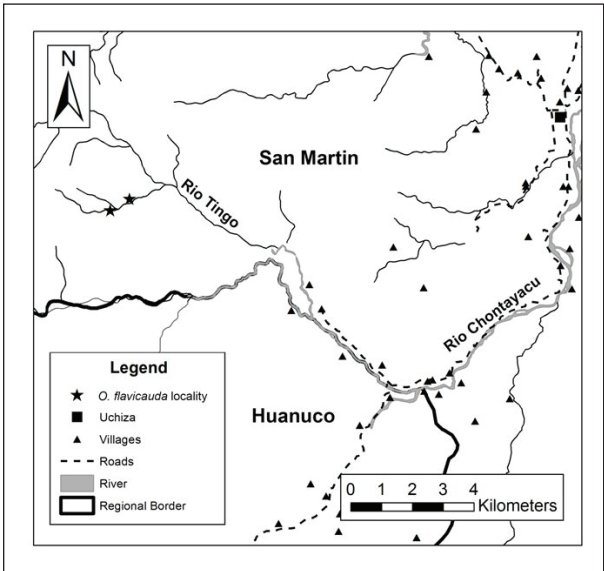 N
San Martin
Rio Tingo
Rio Chontayacu
Huanuco
Legend
O. flavicauda locality
Uchiza
Villages
Roads
River
Regional Border
0 1 2 3 4
Kilometers